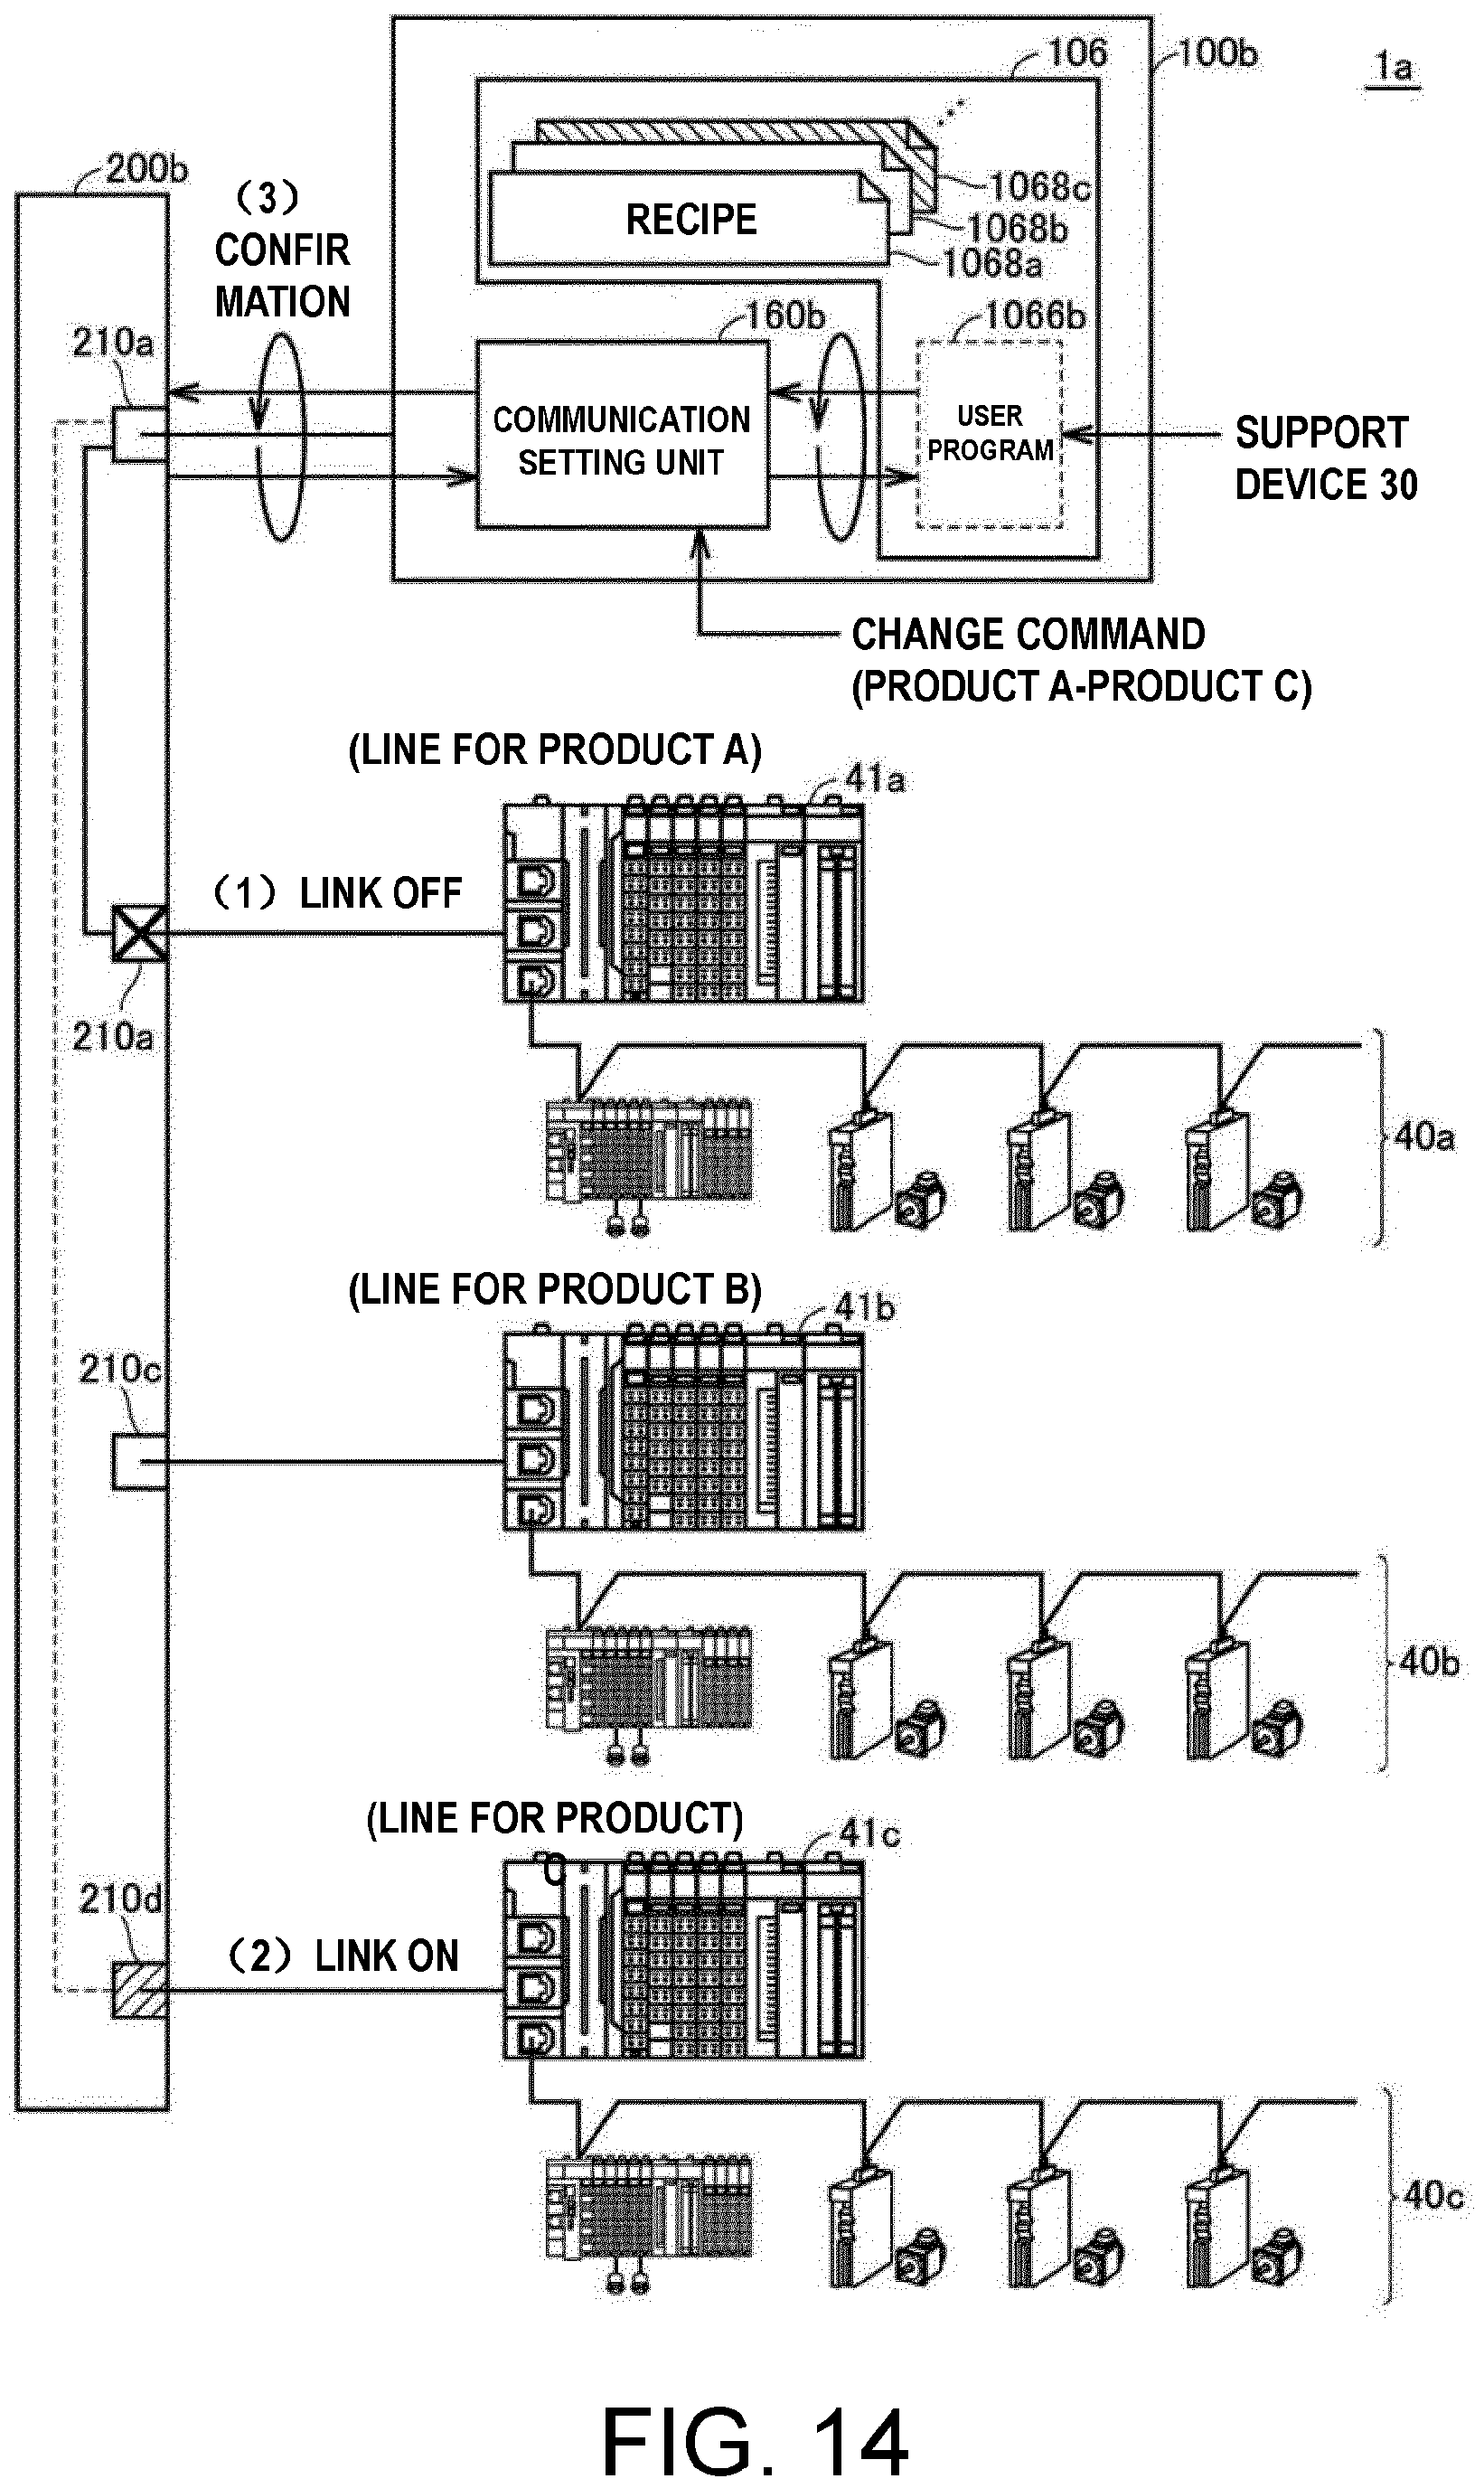 106
100b
1a
200b
(3)
CONFIR
MATION
1068c
1068b
RECIPE
1068a
210a
160b
1066b
COMMUNICATION
SETTING UNIT
USER
PROGRAM
SUPPORT
DEVICE 30
CHANGE COMMAND
(PRODUCT A-PRODUCT C)
(LINE FOR PRODUCT A)
41a
(1) LINK OFF
210a
40a
(LINE FOR PRODUCT B)
41b
210c
40b
(LINE FOR PRODUCT)
C
41c
210d
(2) LINK ON
40c
FIG. 14